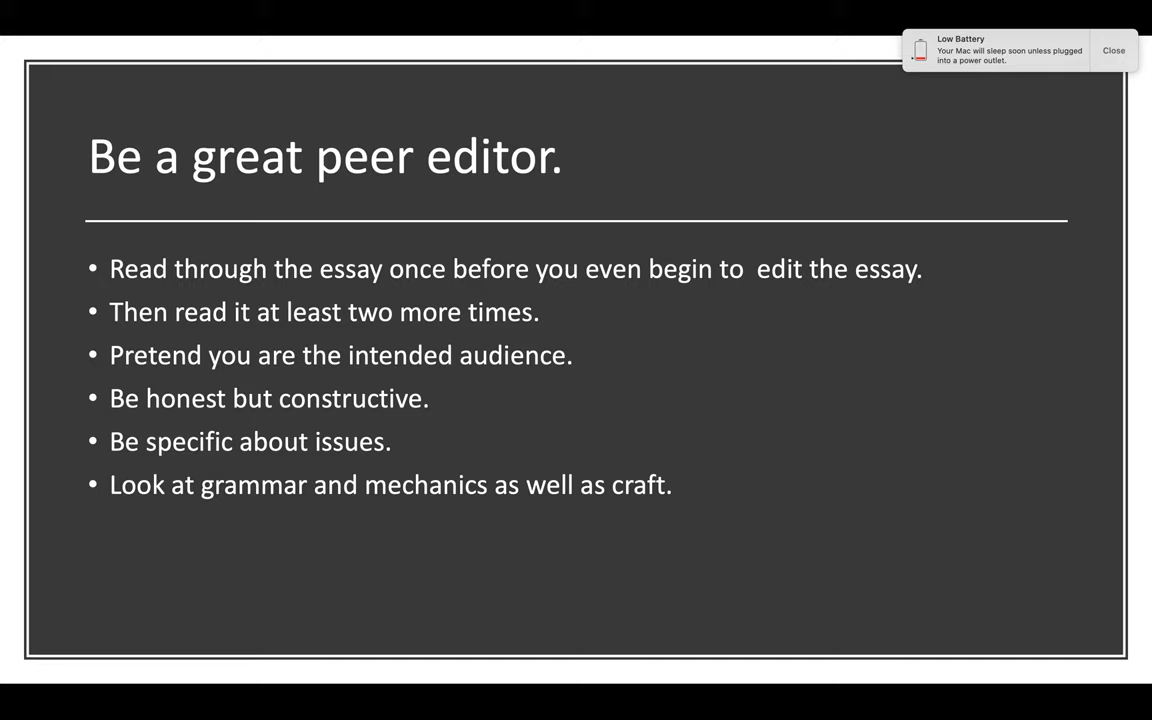 Low Battery
Your Mac will sleep soon unless plugged
into a power outlet.
Close
Be a great peer editor.
• Read through the essay once before you even begin to  edit the essay.
• Then read it at least two more times.
• Pretend you are the intended audience.
• Be honest but constructive.
• Be specific about issues.
• Look at grammar and mechanics as well as craft.